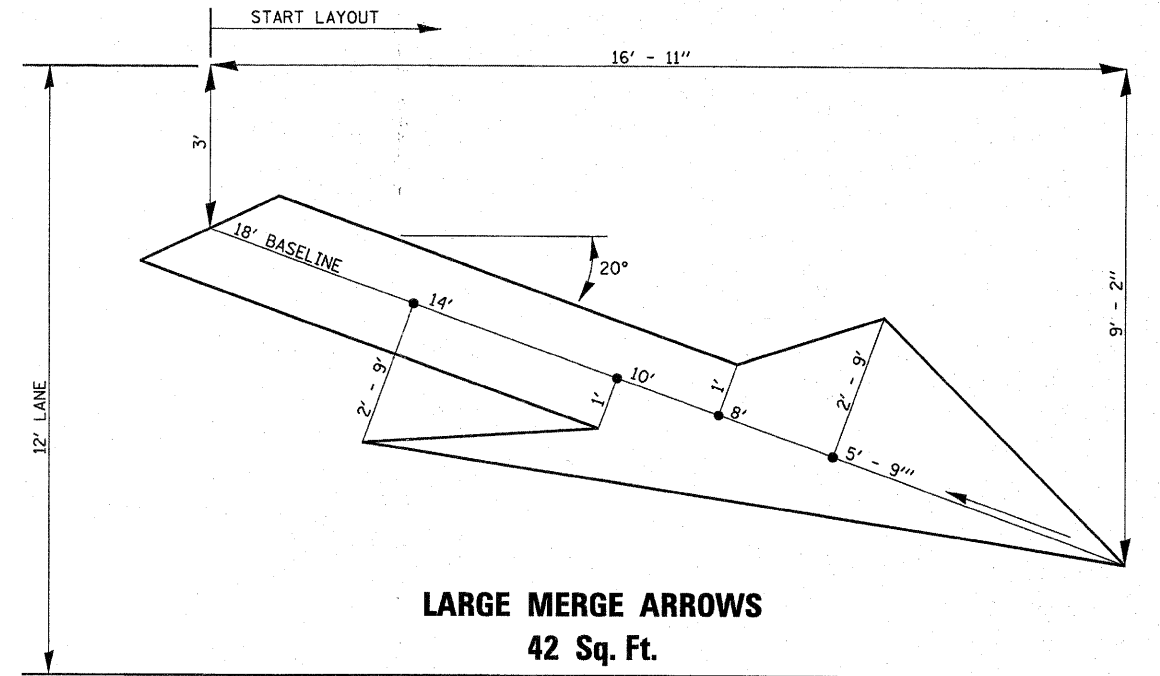 START LAYOUT
16' - 11"
3'
18' BASELINE
20°
14'
9' - 2"
2' - 9'
10'
1'
1'
2' - 9'
8'
12' LANE
5' - 9'''
LARGE MERGE ARROWS
42 Sq. Ft.